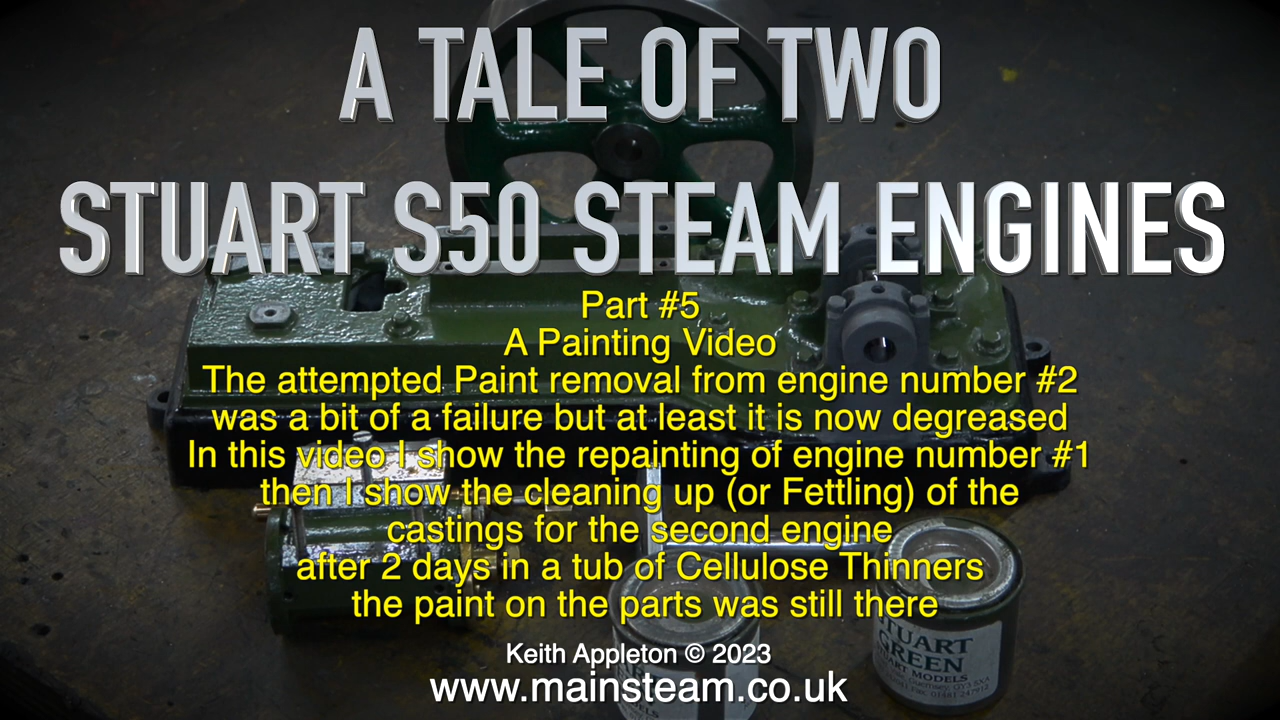 A TALE OF TWO
STUART S50 STEAM ENGINES
Part #5
A Painting Video
The attempted Paint removal from engine number #2
was a bit of a failure but at least it is now degreased
In this video I show the repainting of engine number #1
then I show the cleaning up (or Fettling) of the
castings for the second engine
after 2 days in a tub of Cellulose Thinners
the paint on the parts was still there
Keith Appleton © 2023
www.mainsteam.co.uk
STUART
GREEN
STUART MODELS